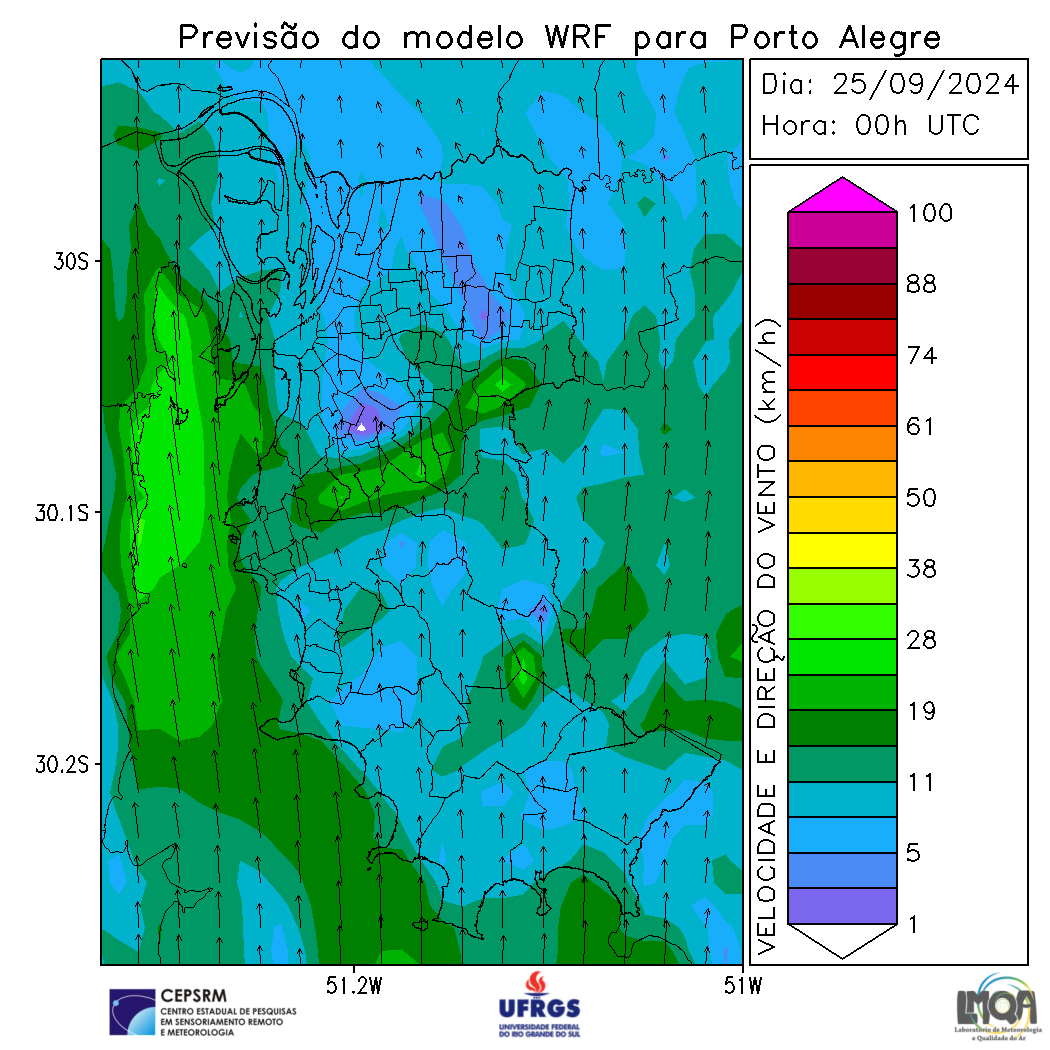 Previsão do modelo WRF para Porto Alegre
Dia: 25/09/2024
Hora: 00h UTC
30S
30.1S
30.2S
51.2W
51W
VELOCIDADE E DIREÇÃO DO VENTO (km/h)
100
88
74
61
50
38
28
19
11
5
1
CEPSRM
CENTRO ESTADUAL DE PESQUISAS
EM SENSORIAMENTO REMOTO
E METEOROLOGIA
UFRGS
UNIVERSIDADE FEDERAL
DO RIO GRANDE DO SUL
LMQA
Laboratório de Meteorologia
e Qualidade do Ar